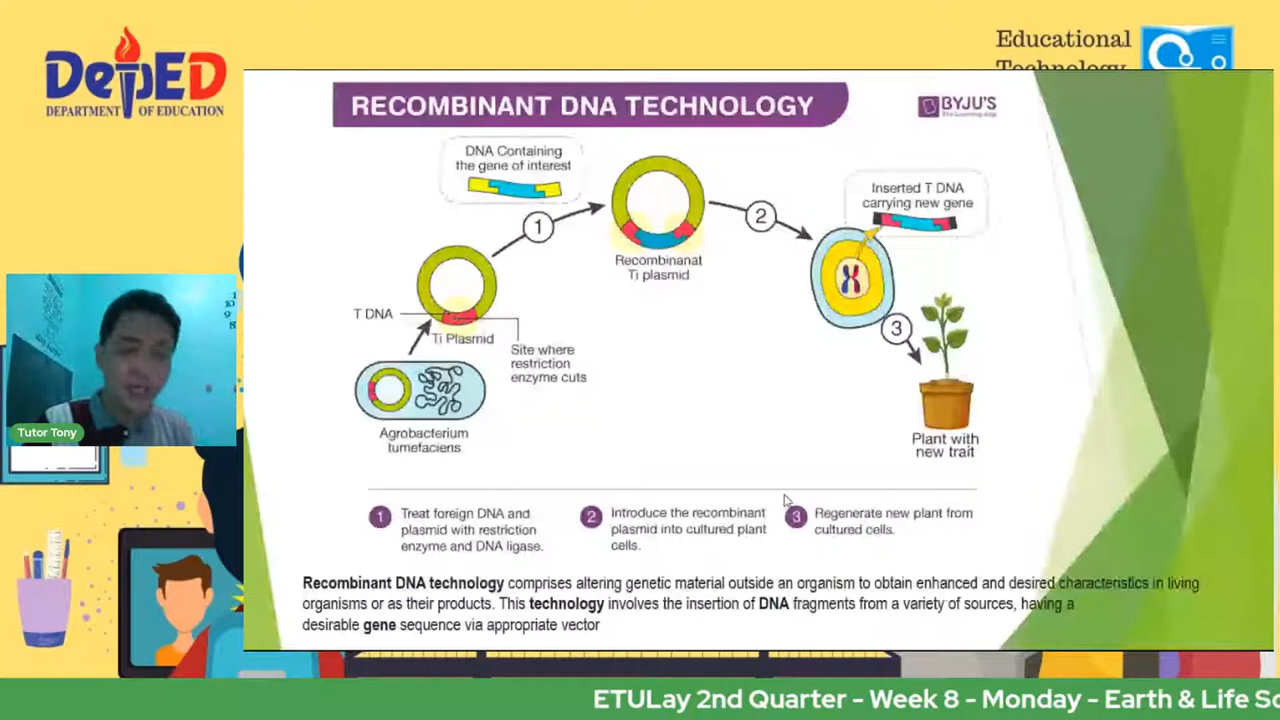 DepED
DEPARTMENT OF EDUCATION
Educational
Technology
RECOMBINANT DNA TECHNOLOGY
BYJU'S
The Learning App
DNA Containing
the gene of interest
1
2
Inserted T DNA
carrying new gene
Recombinanat
Ti plasmid
T DNA
Ti Plasmid
Site where
restriction
enzyme cuts
3
Agrobacterium
tumefaciens
Plant with
new trait
Tutor Tony
1 Treat foreign DNA and
plasmid with restriction
enzyme and DNA ligase.
2 Introduce the recombinant
plasmid into cultured plant
cells.
3 Regenerate new plant from
cultured cells.
Recombinant DNA technology comprises altering genetic material outside an organism to obtain enhanced and desired characteristics in living
organisms or as their products. This technology involves the insertion of DNA fragments from a variety of sources, having a
desirable gene sequence via appropriate vector
ETULay 2nd Quarter - Week 8 - Monday - Earth & Life Sc